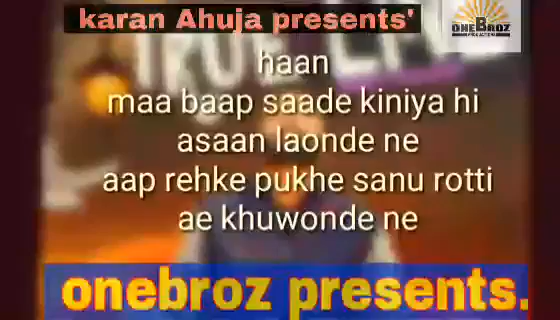 karan Ahuja presents'
ONEBROZ
haan
maa baap saade kiniya hi
asaan laonde ne
aap rehke pukhe sanu rotti
ae khuwonde ne
onebroz presents.